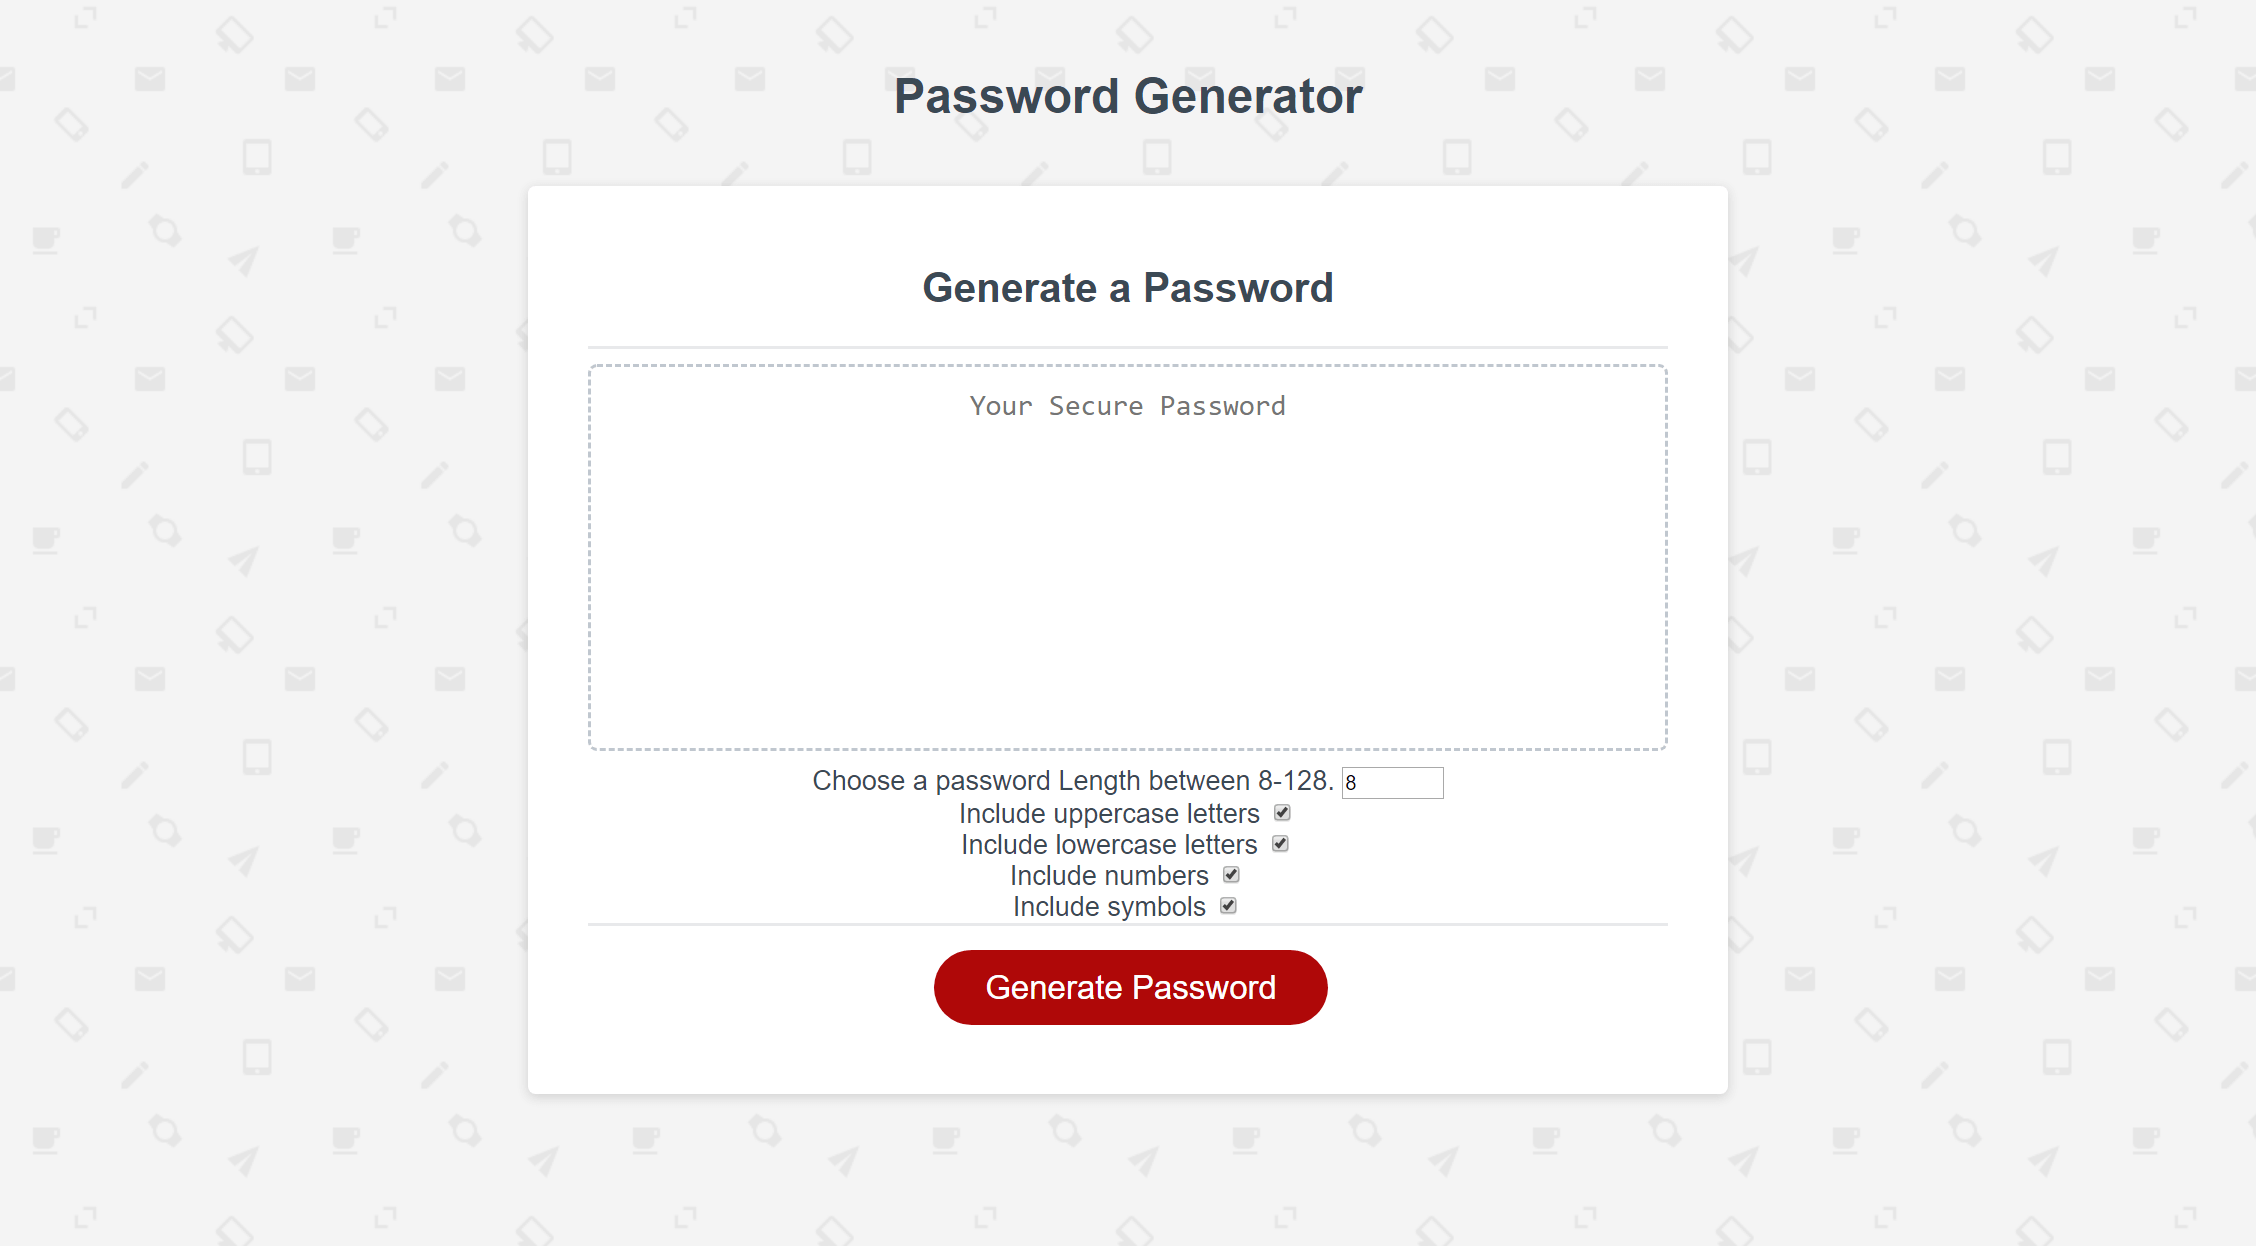 Password Generator
Generate a Password
Your Secure Password
Choose a password Length between 8-128. 8
Include uppercase letters
Include lowercase letters
Include numbers
Include symbols
Generate Password